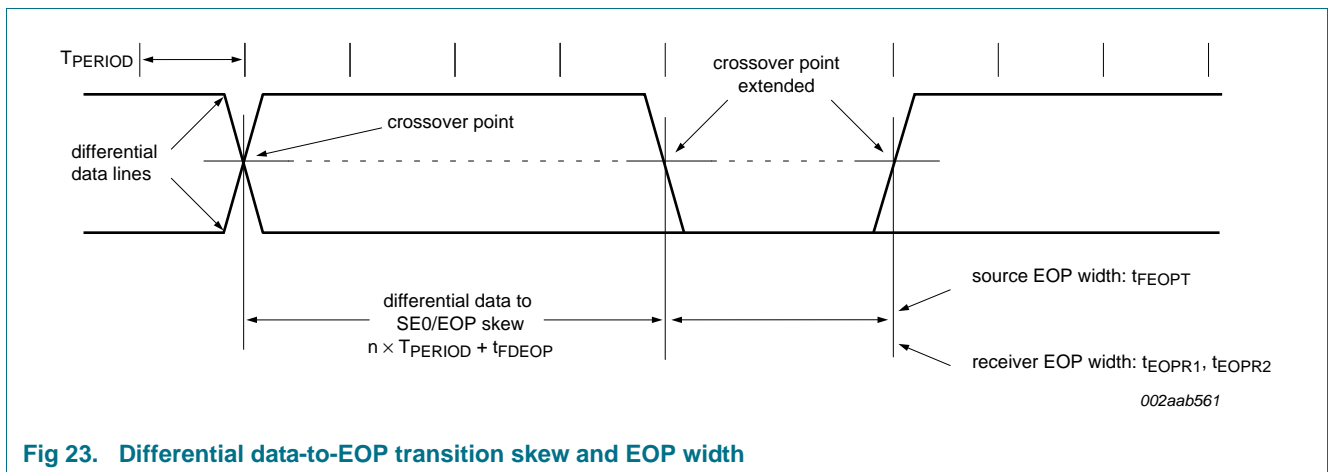 TPERIOD
crossover point
extended
crossover point
differential
data lines
source EOP width: tFEOPT
differential data to
SE0/EOP skew
n × TPERIOD + tFDEOP
receiver EOP width: tEOPR1, tEOPR2
002aab561
Fig 23. Differential data-to-EOP transition skew and EOP width